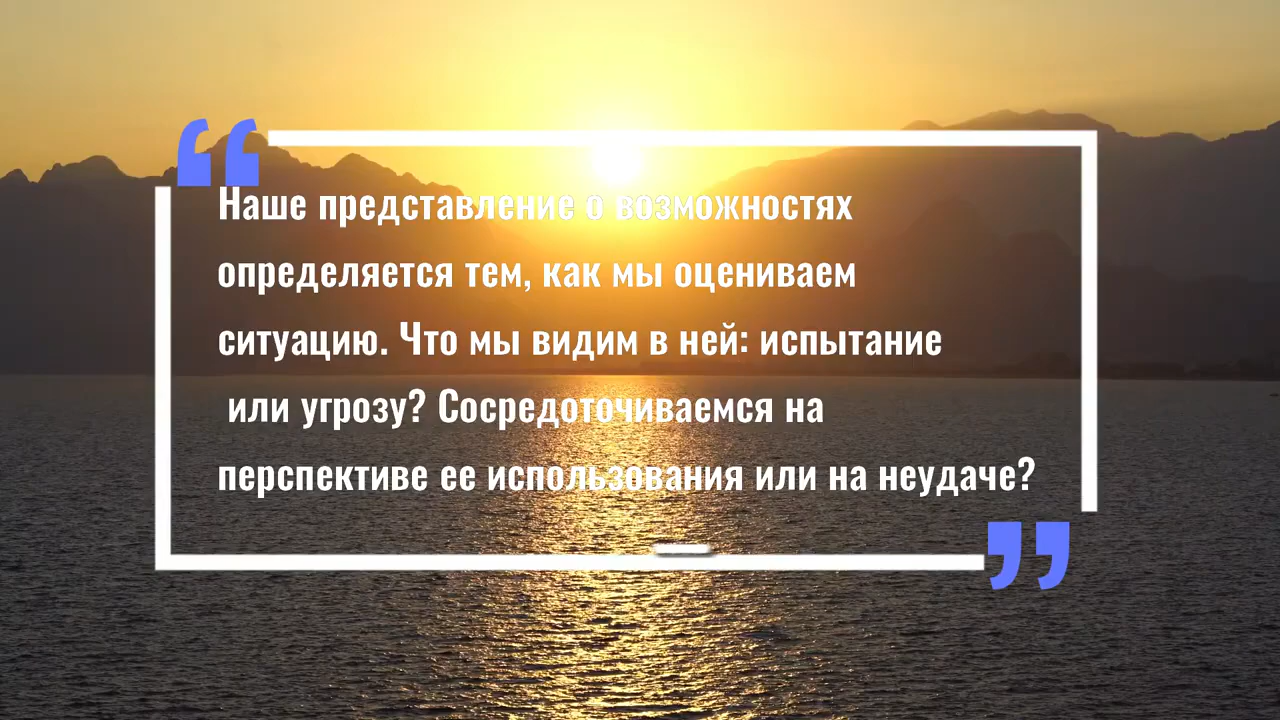 Наше представление о возможностях
определяется тем, как мы оцениваем
ситуацию. Что мы видим в ней: испытание
или угрозу? Сосредоточиваемся на
перспективе ее использования или на неудаче?